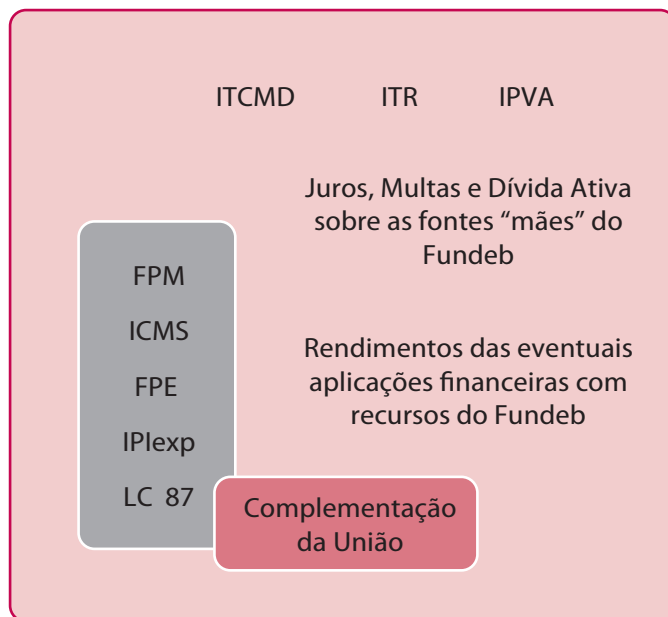 ITCMD ITR IPVA
Juros, Multas e Dívida Ativa
sobre as fontes “mães” do
Fundeb
FPM
ICMS
FPE
IPIexp
LC 87
Rendimentos das eventuais
aplicações financeiras com
recursos do Fundeb
Complementação
da União